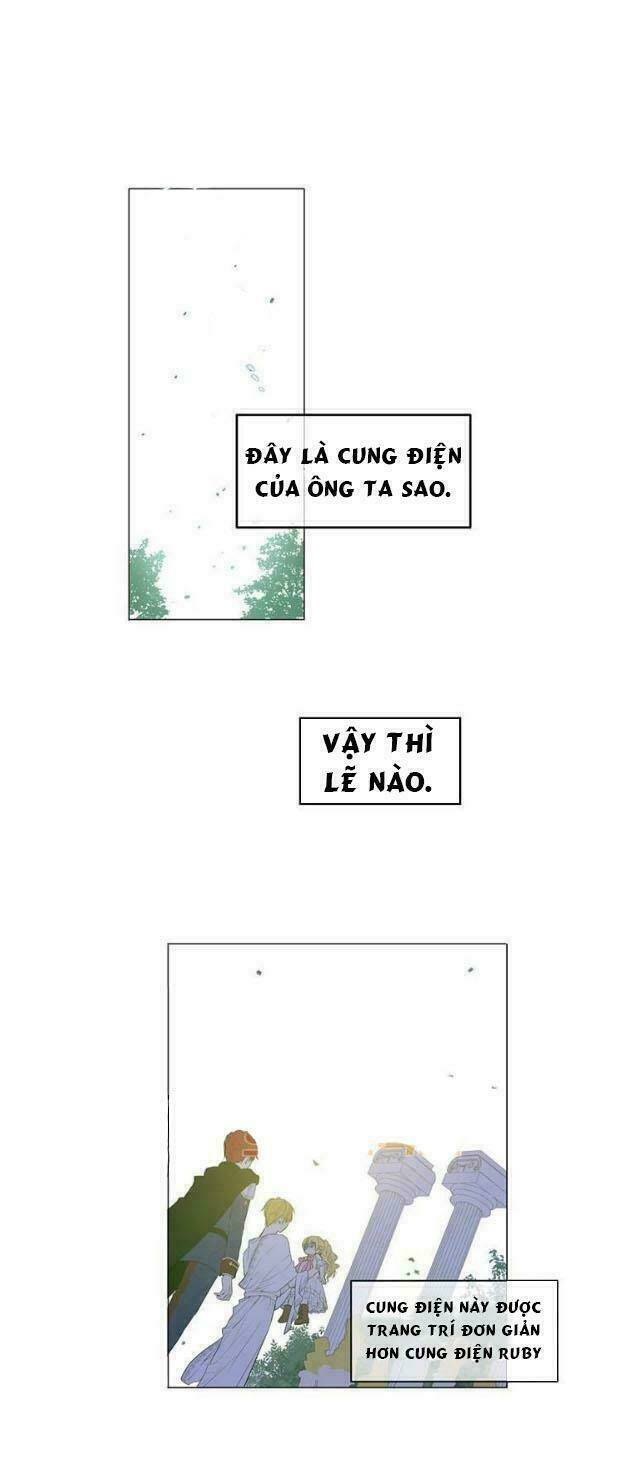 ĐÂY LÀ CUNG ĐIỆN
CỦA ÔNG TA SAO.
VẬY THÌ
LẼ NÀO.
CUNG ĐIỆN NÀY ĐƯỢC
TRANG TRÍ ĐƠN GIẢN
HƠN CUNG ĐIỆN RUBY